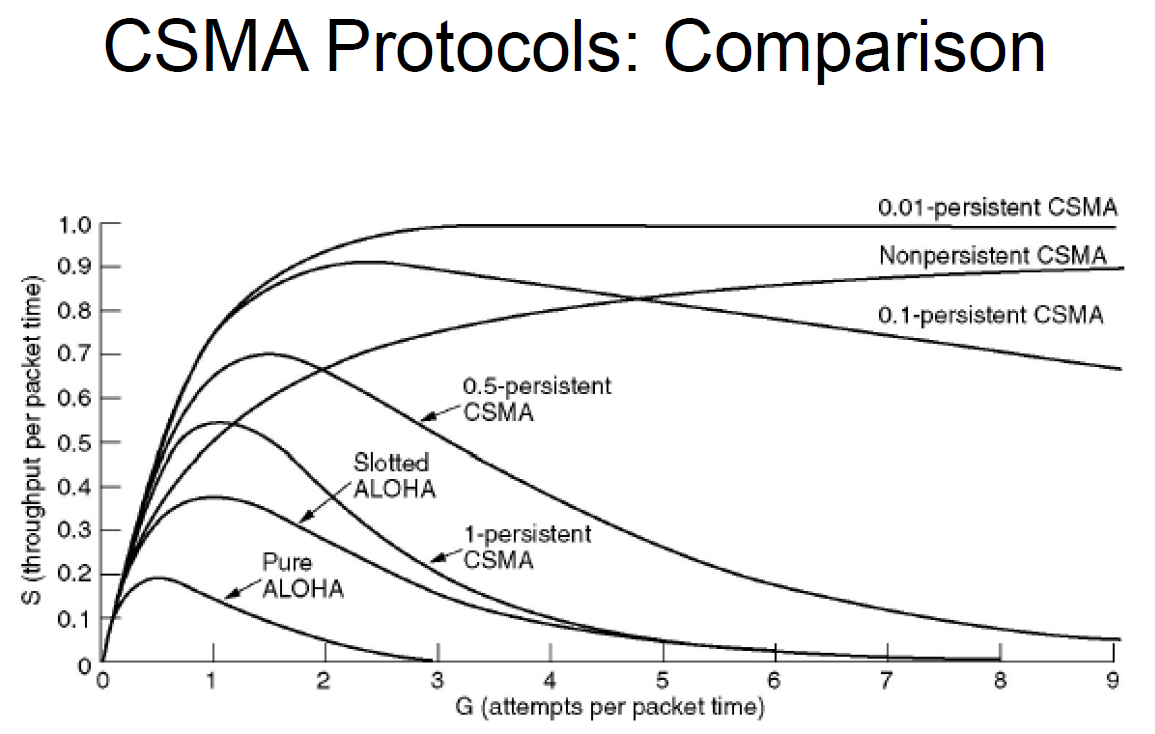 CSMA Protocols: Comparison
0.01-persistent CSMA
Nonpersistent CSMA
0.1-persistent CSMA
0.5-persistent
CSMA
Slotted
ALOHA
1-persistent
CSMA
Pure
ALOHA
S (throughput per packet time)
1.0
0.9
0.8
0.7
0.6
0.5
0.4
0.3
0.2
0.1
0
0 1 2 3 4 5 6 7 8 9
G (attempts per packet time)